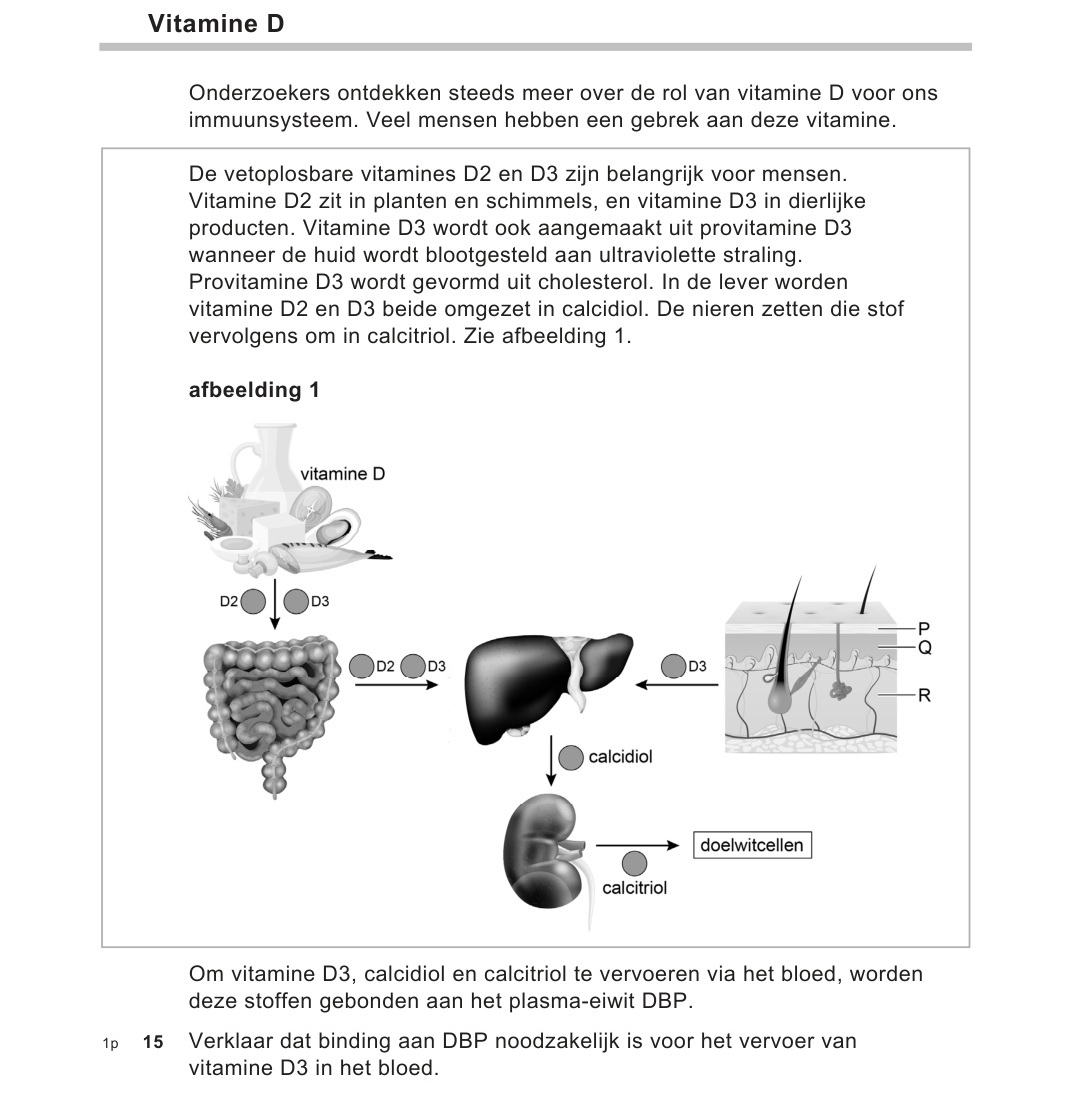 Vitamine D
Onderzoekers ontdekken steeds meer over de rol van vitamine D voor ons
immuunsysteem. Veel mensen hebben een gebrek aan deze vitamine.
De vetoplosbare vitamines D2 en D3 zijn belangrijk voor mensen.
Vitamine D2 zit in planten en schimmels, en vitamine D3 in dierlijke
producten. Vitamine D3 wordt ook aangemaakt uit provitamine D3
wanneer de huid wordt blootgesteld aan ultraviolette straling.
Provitamine D3 wordt gevormd uit cholesterol. In de lever worden
vitamine D2 en D3 beide omgezet in calcidiol. De nieren zetten die stof
vervolgens om in calcitriol. Zie afbeelding 1.
afbeelding 1
vitamine D
D2 D3
D2 D3
D3
P
Q
R
calcidiol
doelwitcellen
calcitriol
Om vitamine D3, calcidiol en calcitriol te vervoeren via het bloed, worden
deze stoffen gebonden aan het plasma-eiwit DBP.
1p 15 Verklaar dat binding aan DBP noodzakelijk is voor het vervoer van
vitamine D3 in het bloed.